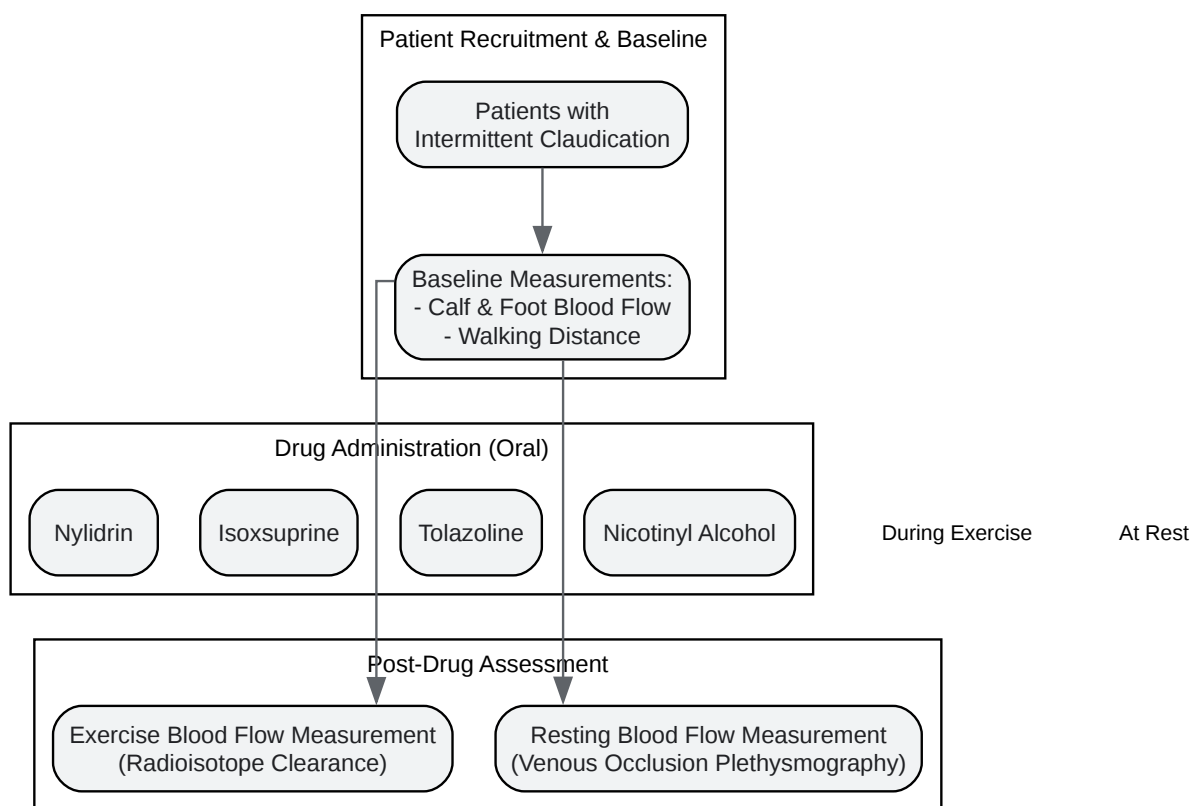 Patient Recruitment & Baseline
Patients with
Intermittent Claudication
Baseline Measurements:
- Calf & Foot Blood Flow
- Walking Distance
Drug Administration (Oral)
Nylidrin
Isoxsuprine
Tolazoline
Nicotinyl Alcohol
During Exercise
At Rest
Post-Drug Assessment
Exercise Blood Flow Measurement
(Radioisotope Clearance)
Resting Blood Flow Measurement
(Venous Occlusion Plethysmography)